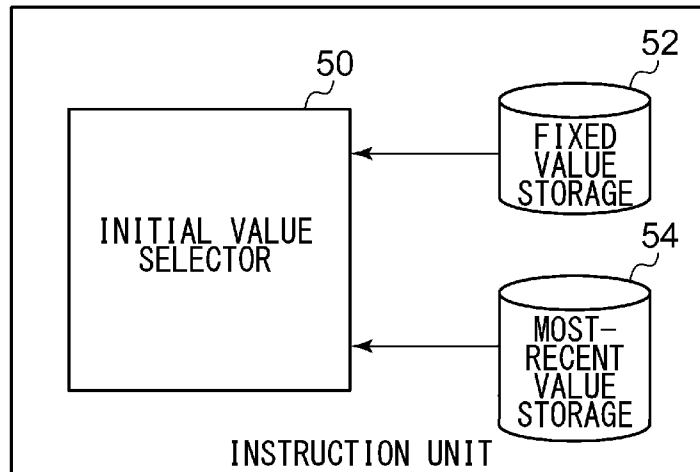 50
52
FIXED
VALUE
STORAGE
INITIAL VALUE
SELECTOR
54
MOST-
RECENT
VALUE
STORAGE
INSTRUCTION UNIT